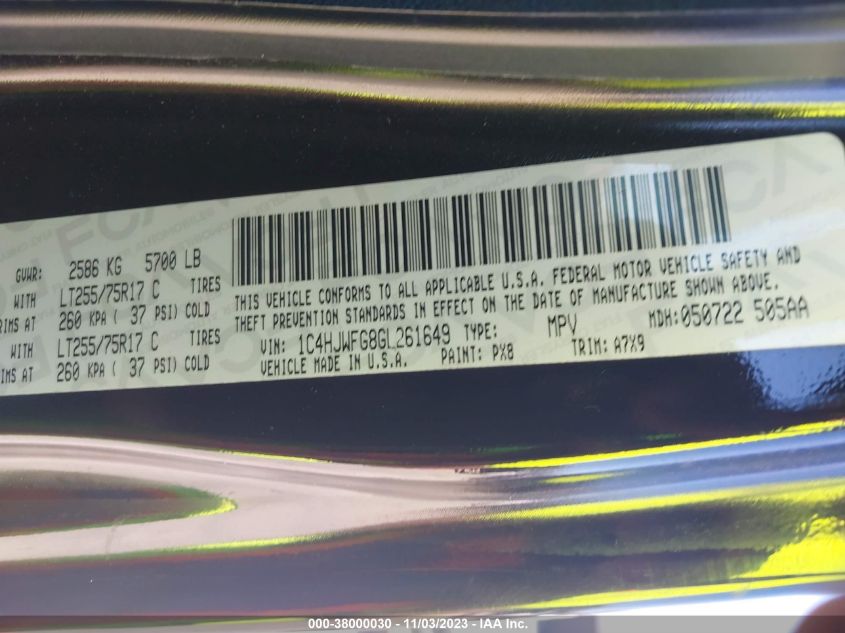 GVWR: 2586 KG 5700 LB
WITH LT255/75R17 C TIRES
RIMS AT 260 KPA ( 37 PSI) COLD
WITH LT255/75R17 C TIRES
IMS AT 260 KPA ( 37 PSI) COLD
THIS VEHICLE CONFORMS TO ALL APPLICABLE U.S.A. FEDERAL MOTOR VEHICLE SAFETY AND
THEFT PREVENTION STANDARDS IN EFFECT ON THE DATE OF MANUFACTURE SHOWN ABOVE.
VIN: 1C4HJWFG8GL261649 TYPE: MPV MDH:050722 505AA
VEHICLE MADE IN U.S.A. PAINT: PX8 TRIM: A7X9
000-38000030 - 11/03/2023 - IAA Inc.